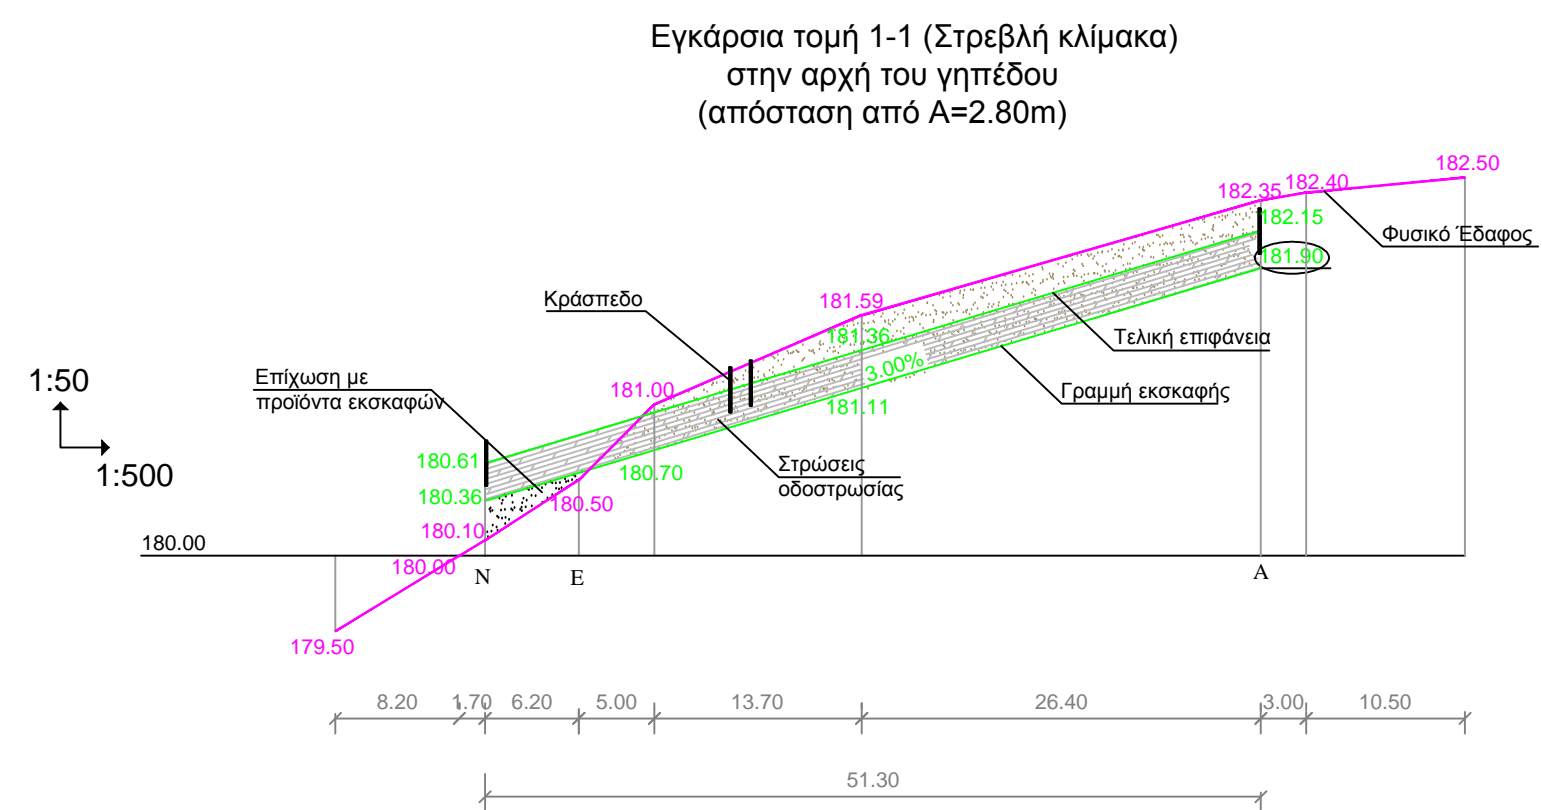 Εγκάρσια τομή 1-1 (Στρεβλή κλίμακα)
στην αρχή του γηπέδου
(απόσταση από Α=2.80m)
182.50
182.35
182.40
182.15
Φυσικό Έδαφος
181.90
Κράσπεδο
181.59
181.36
Τελική επιφάνεια
3.00%
1:50
Επίχωση με
προϊόντα εκσκαφών
181.00
Γραμμή εκσκαφής
181.11
180.61
Στρώσεις
οδοστρωσίας
1:500
180.70
180.36
180.50
180.10
180.00
180.00
N
E
A
179.50
8.20
1.70
6.20
5.00
13.70
26.40
3.00
10.50
51.30